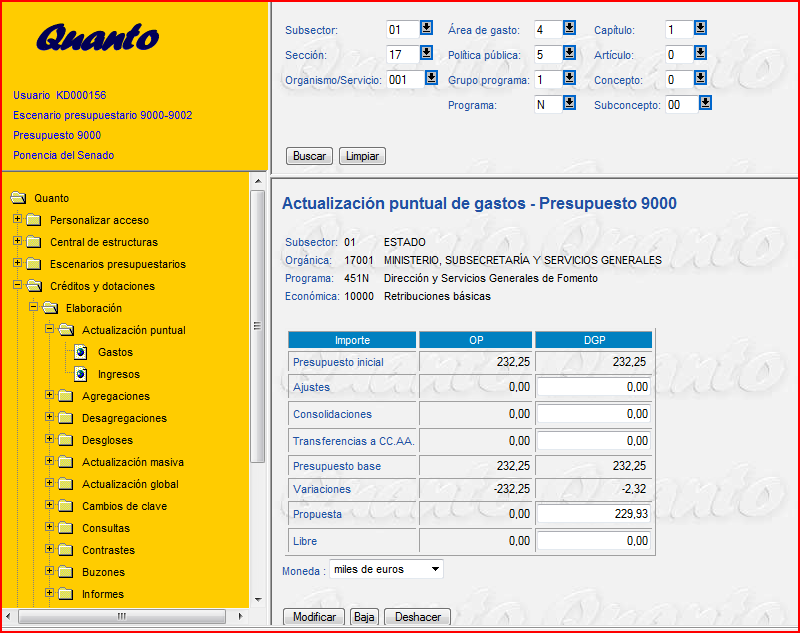 Quanto
Usuario KD000156
Escenario presupuestario 9000-9002
Presupuesto 9000
Ponencia del Senado
Quanto
Personalizar acceso
Central de estructuras
Escenarios presupuestarios
Créditos y dotaciones
Elaboración
Actualización puntual
Gastos
Ingresos
Agregaciones
Desagregaciones
Desgloses
Actualización masiva
Actualización global
Cambios de clave
Consultas
Contrastes
Buzones
Informes
Subsector: 01 Área de gasto: 4 Capítulo: 1
Sección: 17 Política pública: 5 Artículo: 0
Organismo/Servicio: 001 Grupo programa: 1 Concepto: 0
Programa: N Subconcepto: 00
Buscar Limpiar
Actualización puntual de gastos - Presupuesto 9000
Subsector: 01 ESTADO
Orgánica: 17001 MINISTERIO, SUBSECRETARÍA Y SERVICIOS GENERALES
Programa: 451N Dirección y Servicios Generales de Fomento
Económica: 10000 Retribuciones básicas
Importe OP DGP
Presupuesto inicial 232,25 232,25
Ajustes 0,00 0,00
Consolidaciones 0,00 0,00
Transferencias a CC.AA. 0,00 0,00
Presupuesto base 232,25 232,25
Variaciones -232,25 -2,32
Propuesta 0,00 229,93
Libre 0,00 0,00
Moneda : miles de euros
Modificar Baja Deshacer